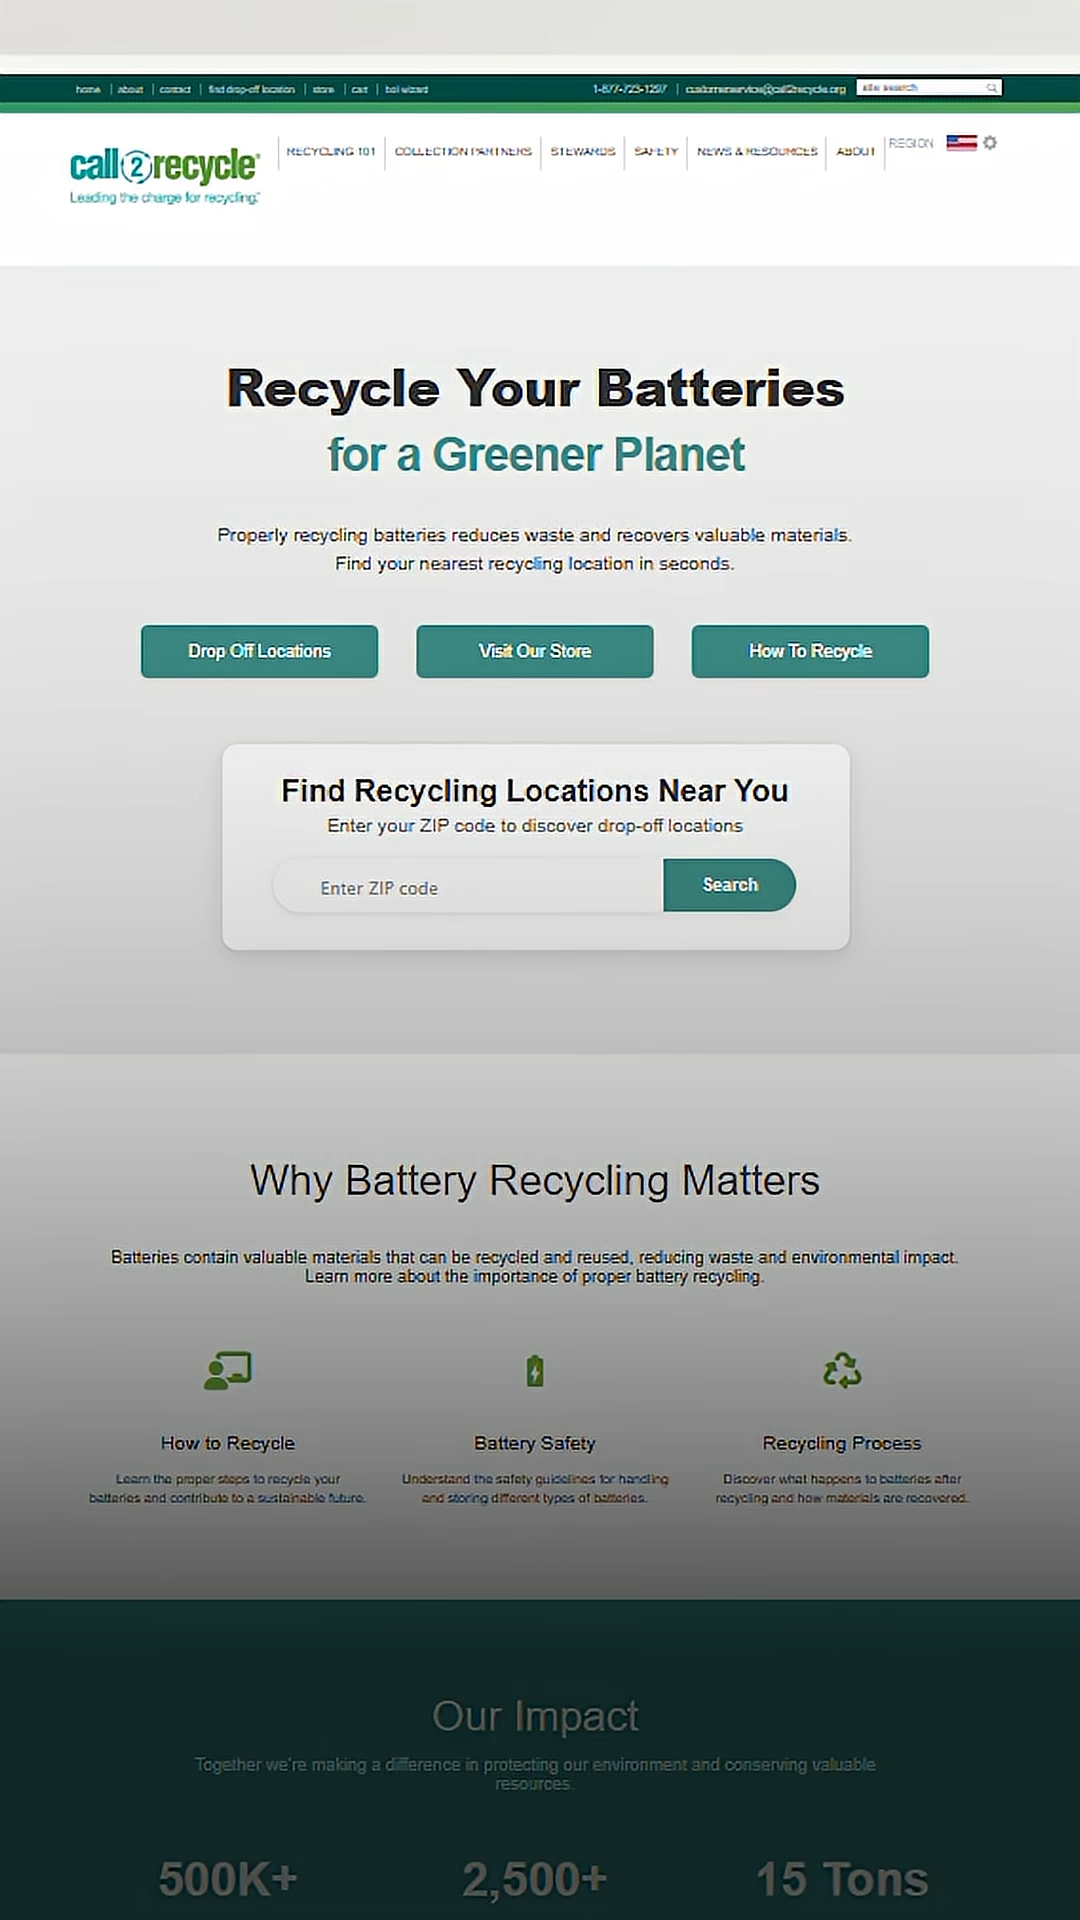 home | about | contact | find drop-off location | store | cart | bol wizard
1-877-723-1297 | customerservice@call2recycle.org
site search
call2recycle®
Leading the charge for recycling.®
RECYCLING 101
COLLECTION PARTNERS
STEWARDS
SAFETY
NEWS & RESOURCES
ABOUT
REGION
Recycle Your Batteries
for a Greener Planet
Properly recycling batteries reduces waste and recovers valuable materials.
Find your nearest recycling location in seconds.
Drop Off Locations
Visit Our Store
How To Recycle
Find Recycling Locations Near You
Enter your ZIP code to discover drop-off locations
Enter ZIP code
Search
Why Battery Recycling Matters
Batteries contain valuable materials that can be recycled and reused, reducing waste and environmental impact.
Learn more about the importance of proper battery recycling.
How to Recycle
Learn the proper steps to recycle your
batteries and contribute to a sustainable future.
Battery Safety
Understand the safety guidelines for handling
and storing different types of batteries.
Recycling Process
Discover what happens to batteries after
recycling and how materials are recovered.
Our Impact
Together we're making a difference in protecting our environment and conserving valuable
resources.
500K+
2,500+
15 Tons